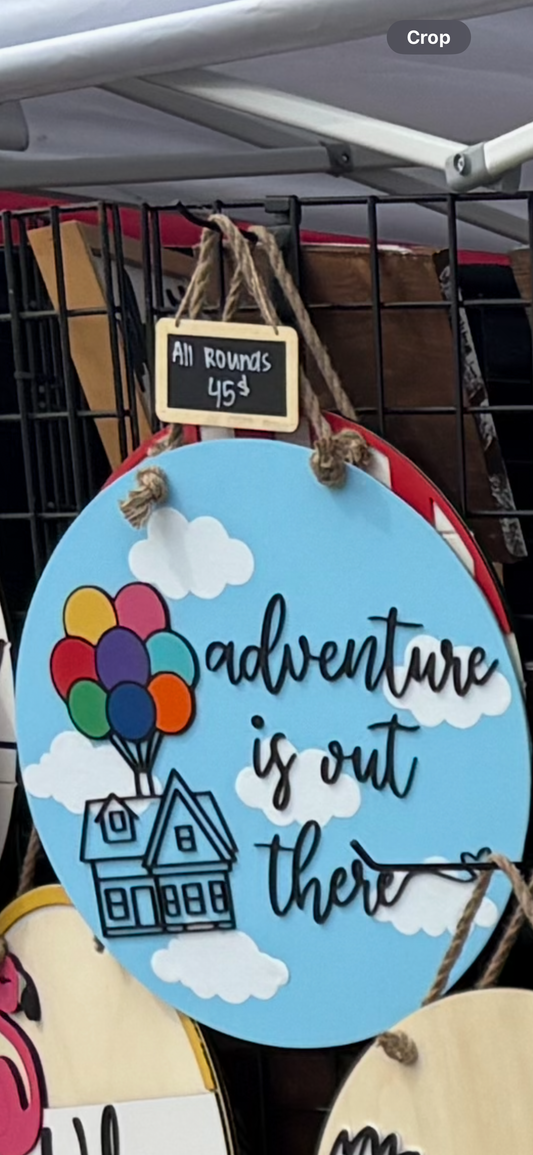 Crop
All Rounds
45$
adventure
is out
there